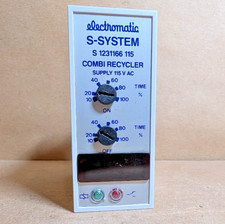 electromatic
S-SYSTEM
S 1231166 115
COMBI RECYCLER
SUPPLY 115 V AC
40 60
20 80 TIME
10 100 %
ON
40 60
20 80 TIME
10 100 %
OFF